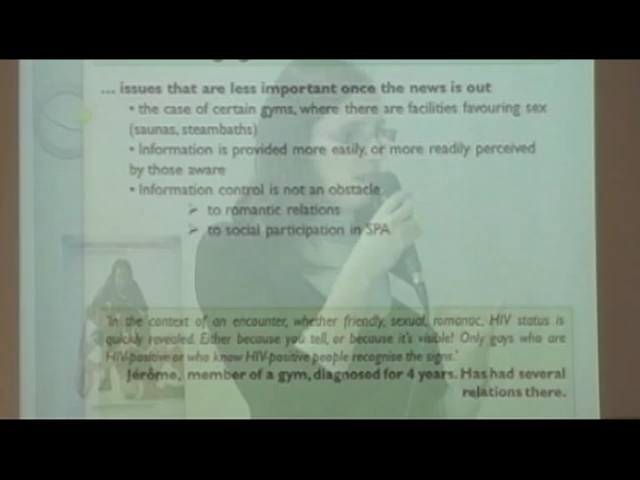 ... issues that are less important once the news is out
• the case of certain gyms, where there are facilities favouring sex
(saunas, steambaths)
• Information is provided more easily, or more readily perceived
by those aware
• Information control is not an obstacle
➢ to romantic relations
➢ to social participation in SPA
'In the context of an encounter, whether friendly, sexual, romantic, HIV status is
quickly revealed. Either because you tell, or because it's visible! Only gays who are
HIV-positive or who know HIV-positive people recognise the signs.'
Jérôme, member of a gym, diagnosed for 4 years. Has had several
relations there.